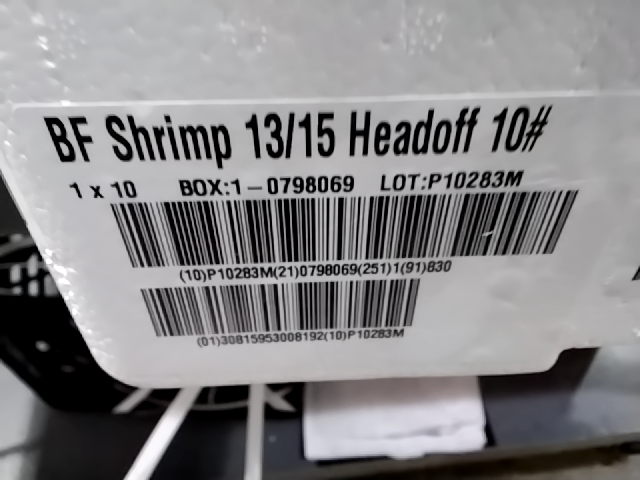 BF Shrimp 13/15 Headoff 10#
1 x 10 BOX:1-0798069 LOT:P10283M
(10)P10283M(21)0798069(251)1(91)830
(01)30815953008192(10)P10283M